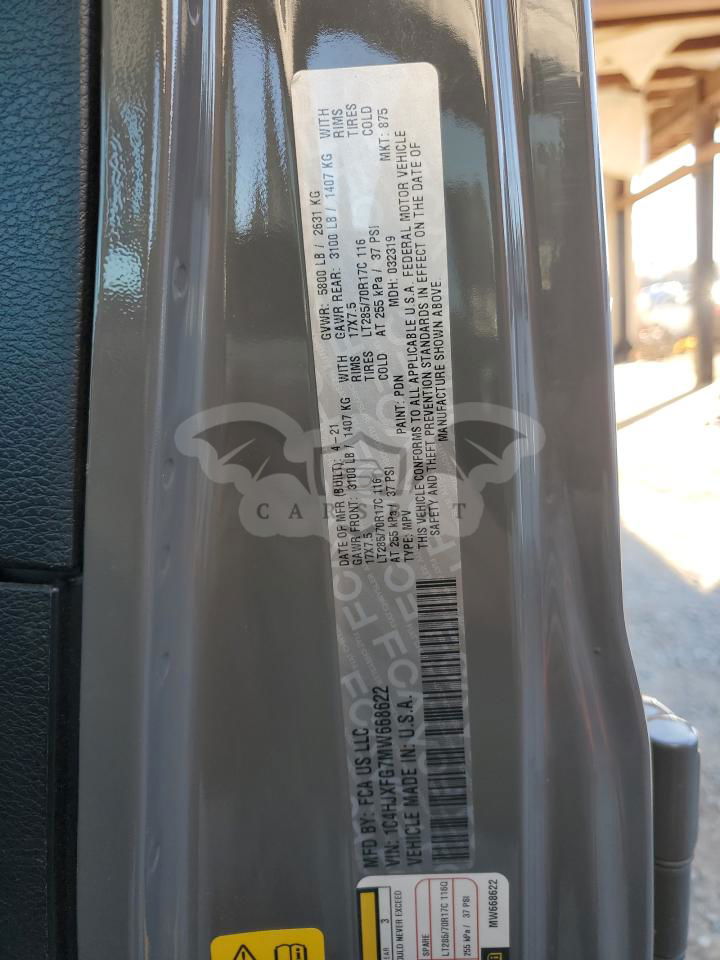 MFD BY: FCA US LLC
VIN: 1C4HJXFG7MW668622
VEHICLE MADE IN: U.S.A.
DATE OF MFR (BUILT): 4-21
GAWR FRONT: 3100 LB / 1407 KG WITH
17X7.5 RIMS
LT285/70R17C 116 TIRES
AT 255 kPa / 37 PSI COLD
TYPE: MPV PAINT: PDN
GVWR: 5800 LB / 2631 KG
GAWR REAR: 3100 LB / 1407 KG WITH
17X7.5 RIMS
LT285/70R17C 116 TIRES
AT 255 kPa / 37 PSI COLD
MDH: 032319 MKT: 875
THIS VEHICLE CONFORMS TO ALL APPLICABLE U.S.A. FEDERAL MOTOR VEHICLE
SAFETY AND THEFT PREVENTION STANDARDS IN EFFECT ON THE DATE OF
MANUFACTURE SHOWN ABOVE.
3
NEVER EXCEED
SPARE
LT285/70R17C 116Q
255 kPa / 37 PSI
MW668622